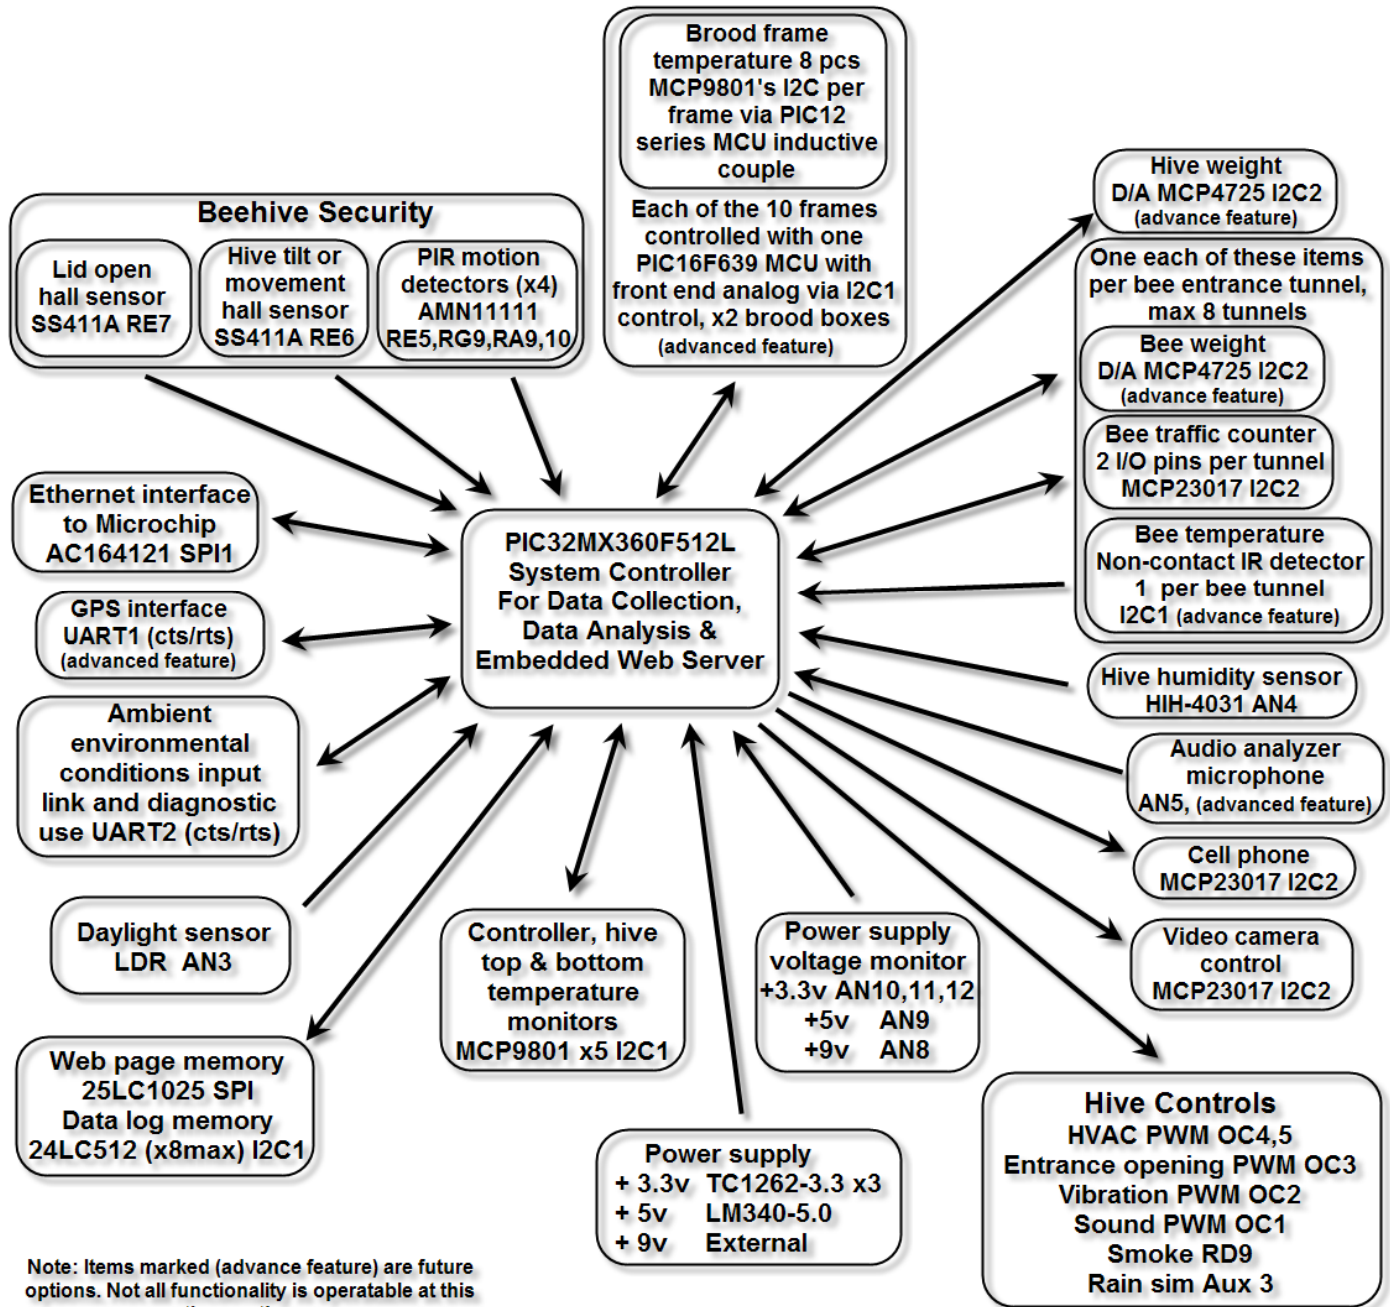 Brood frame
temperature 8 pcs
MCP9801's I2C per
frame via PIC12
series MCU inductive
couple
Each of the 10 frames
controlled with one
PIC16F639 MCU with
front end analog via I2C1
control, x2 brood boxes
(advanced feature)
Beehive Security
Lid open
hall sensor
SS411A RE7
Hive tilt or
movement
hall sensor
SS411A RE6
PIR motion
detectors (x4)
AMN11111
RE5,RG9,RA9,10
Hive weight
D/A MCP4725 I2C2
(advance feature)
One each of these items
per bee entrance tunnel,
max 8 tunnels
Bee weight
D/A MCP4725 I2C2
(advance feature)
Bee traffic counter
2 I/O pins per tunnel
MCP23017 I2C2
Bee temperature
Non-contact IR detector
1 per bee tunnel
I2C1 (advance feature)
Ethernet interface
to Microchip
AC164121 SPI1
GPS interface
UART1 (cts/rts)
(advanced feature)
Ambient
environmental
conditions input
link and diagnostic
use UART2 (cts/rts)
PIC32MX360F512L
System Controller
For Data Collection,
Data Analysis &
Embedded Web Server
Hive humidity sensor
HIH-4031 AN4
Audio analyzer
microphone
AN5, (advanced feature)
Cell phone
MCP23017 I2C2
Video camera
control
MCP23017 I2C2
Daylight sensor
LDR AN3
Web page memory
25LC1025 SPI
Data log memory
24LC512 (x8max) I2C1
Controller, hive
top & bottom
temperature
monitors
MCP9801 x5 I2C1
Power supply
voltage monitor
+3.3v AN10,11,12
+5v AN9
+9v AN8
Power supply
+ 3.3v TC1262-3.3 x3
+ 5v LM340-5.0
+ 9v External
Hive Controls
HVAC PWM OC4,5
Entrance opening PWM OC3
Vibration PWM OC2
Sound PWM OC1
Smoke RD9
Rain sim Aux 3
Note: Items marked (advance feature) are future
options. Not all functionality is operatable at this